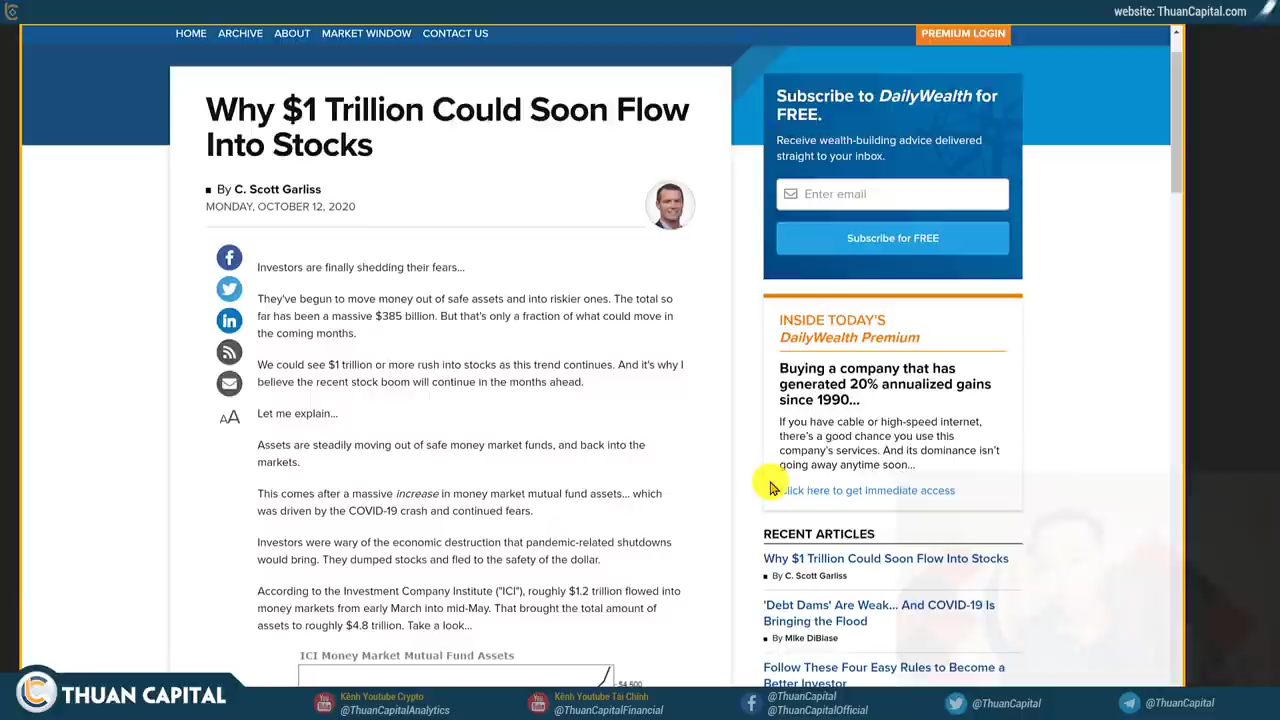 website: ThuanCapital.com
HOME ARCHIVE ABOUT MARKET WINDOW CONTACT US
PREMIUM LOGIN
Why $1 Trillion Could Soon Flow
Into Stocks
By C. Scott Garliss
MONDAY, OCTOBER 12, 2020
Investors are finally shedding their fears...
They've begun to move money out of safe assets and into riskier ones. The total so
far has been a massive $385 billion. But that's only a fraction of what could move in
the coming months.
We could see $1 trillion or more rush into stocks as this trend continues. And it's why I
believe the recent stock boom will continue in the months ahead.
AA
Let me explain...
Assets are steadily moving out of safe money market funds, and back into the
markets.
This comes after a massive increase in money market mutual fund assets... which
was driven by the COVID-19 crash and continued fears.
Investors were wary of the economic destruction that pandemic-related shutdowns
would bring. They dumped stocks and fled to the safety of the dollar.
According to the Investment Company Institute ("ICI"), roughly $1.2 trillion flowed into
money markets from early March into mid-May. That brought the total amount of
assets to roughly $4.8 trillion. Take a look...
ICI Money Market Mutual Fund Assets
$4,500
Subscribe to DailyWealth for
FREE.
Receive wealth-building advice delivered
straight to your inbox.
Enter email
Subscribe for FREE
INSIDE TODAY'S
DailyWealth Premium
Buying a company that has
generated 20% annualized gains
since 1990...
If you have cable or high-speed internet,
there's a good chance you use this
company's services. And its dominance isn't
going away anytime soon...
Click here to get immediate access
RECENT ARTICLES
Why $1 Trillion Could Soon Flow Into Stocks
By C. Scott Garliss
'Debt Dams' Are Weak... And COVID-19 Is
Bringing the Flood
By Mike DiBiase
Follow These Four Easy Rules to Become a
Better Investor
THUAN CAPITAL
Kênh Youtube Crypto
@ThuanCapitalAnalytics
Kênh Youtube Tài Chính
@ThuanCapitalFinancial
@ThuanCapital
@ThuanCapitalOfficial
@ThuanCapital
@ThuanCapital